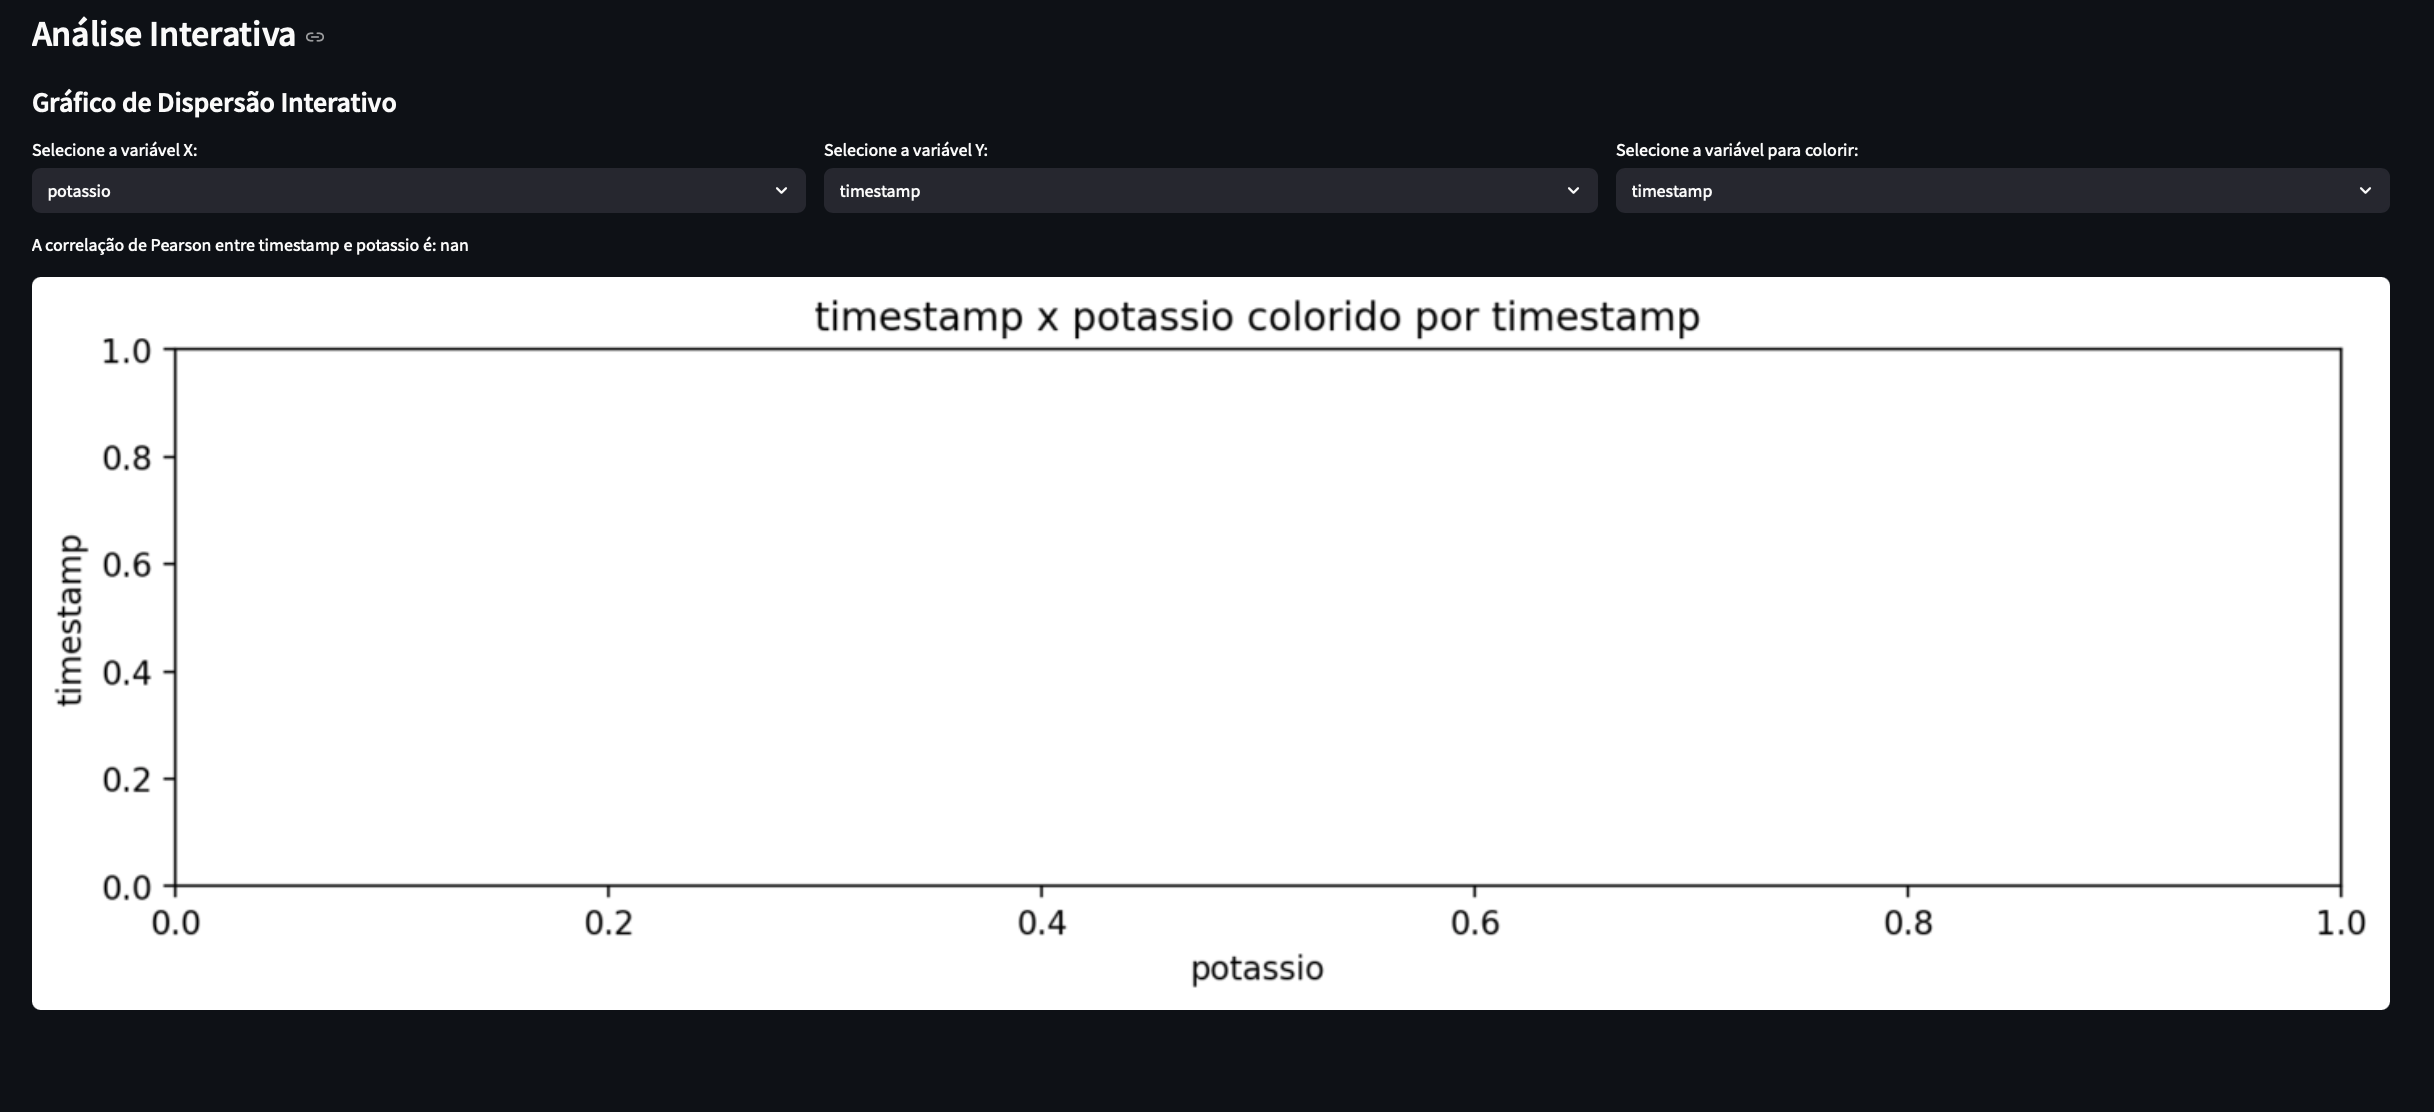 Análise Interativa
Gráfico de Dispersão Interativo
Selecione a variável X:
potassio
Selecione a variável Y:
timestamp
Selecione a variável para colorir:
timestamp
A correlação de Pearson entre timestamp e potassio é: nan
timestamp x potassio colorido por timestamp
1.0
0.8
0.6
0.4
0.2
0.0
timestamp
0.0 0.2 0.4 0.6 0.8 1.0
potassio